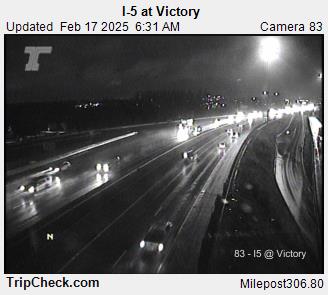 I-5 at Victory
Updated  Feb 17 2025  6:31 AM
Camera 83
T
N
83 - I5 @ Victory
TripCheck.com
Milepost306.80